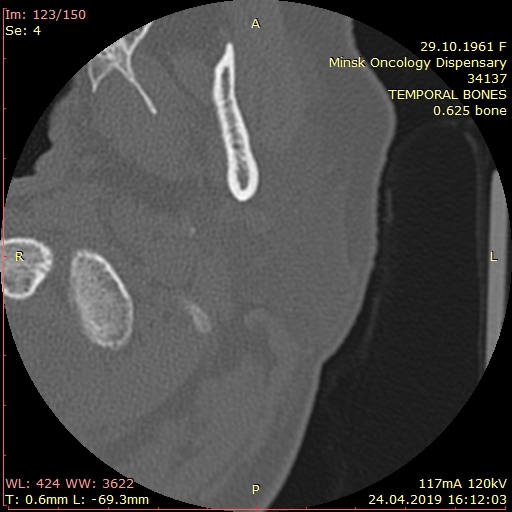 Im: 123/150
Se: 4
A
29.10.1961 F
Minsk Oncology Dispensary
34137
TEMPORAL BONES
0.625 bone
R
L
WL: 424 WW: 3622
T: 0.6mm L: -69.3mm
P
117mA 120kV
24.04.2019 16:12:03